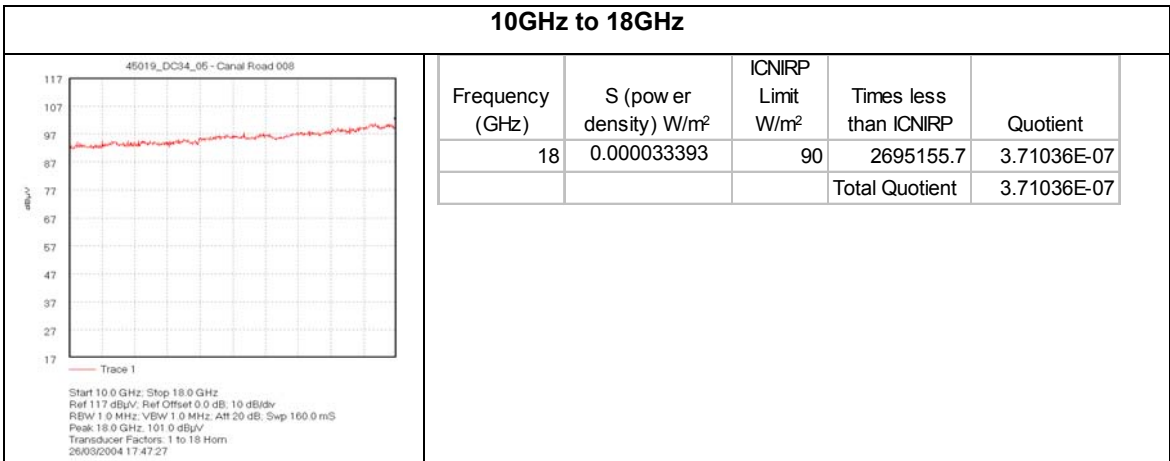 10GHz to 18GHz
45019_DC34_05 - Canal Road 008
117
107
97
87
77
67
57
47
37
27
17
dBµV
Trace 1
Start 10.0 GHz; Stop 18.0 GHz
Ref 117 dBµV; Ref Offset 0.0 dB; 10 dB/div
RBW 1.0 MHz; VBW 1.0 MHz; Att 20 dB; Swp 160.0 mS
Peak 18.0 GHz, 101.0 dBµV
Transducer Factors: 1 to 18 Horn
26/03/2004 17:47:27
Frequency (GHz) S (pow er density) W/m² ICNIRP Limit W/m² Times less than ICNIRP Quotient
18 0.000033393 90 2695155.7 3.71036E-07
Total Quotient 3.71036E-07